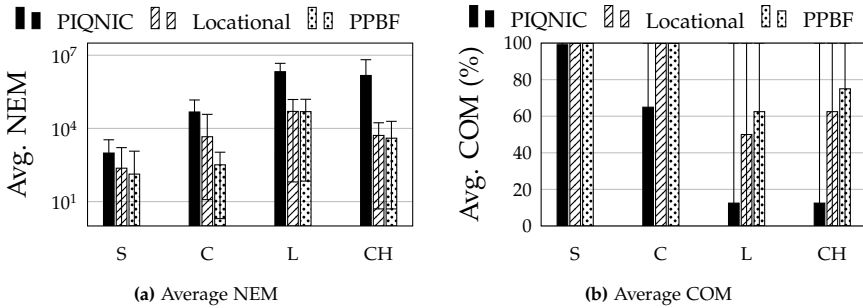 PIQNIC Locational PPBF
Avg. NEM
10^7
10^4
10^1
S C L CH
(a) Average NEM
PIQNIC Locational PPBF
Avg. COM (%)
100
80
60
40
20
0
S C L CH
(b) Average COM